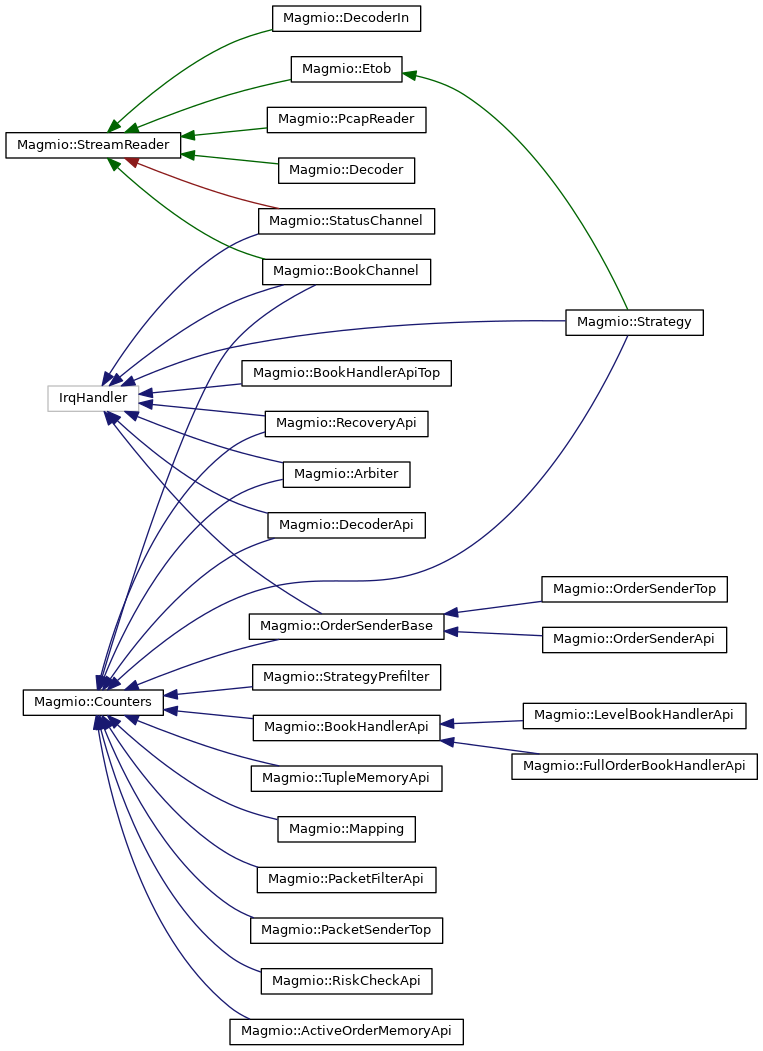 Magmio::DecoderIn
Magmio::Etob
Magmio::PcapReader
Magmio::StreamReader
Magmio::Decoder
Magmio::StatusChannel
Magmio::BookChannel
Magmio::Strategy
Magmio::BookHandlerApiTop
IrqHandler
Magmio::RecoveryApi
Magmio::Arbiter
Magmio::DecoderApi
Magmio::OrderSenderTop
Magmio::OrderSenderBase
Magmio::OrderSenderApi
Magmio::StrategyPrefilter
Magmio::Counters
Magmio::LevelBookHandlerApi
Magmio::BookHandlerApi
Magmio::FullOrderBookHandlerApi
Magmio::TupleMemoryApi
Magmio::Mapping
Magmio::PacketFilterApi
Magmio::PacketSenderTop
Magmio::RiskCheckApi
Magmio::ActiveOrderMemoryApi